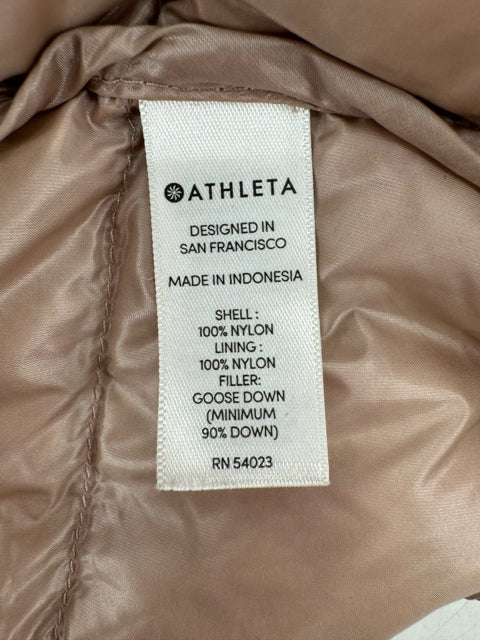 ATHLETA
DESIGNED IN
SAN FRANCISCO
MADE IN INDONESIA
SHELL :
100% NYLON
LINING :
100% NYLON
FILLER:
GOOSE DOWN
(MINIMUM
90% DOWN)
RN 54023